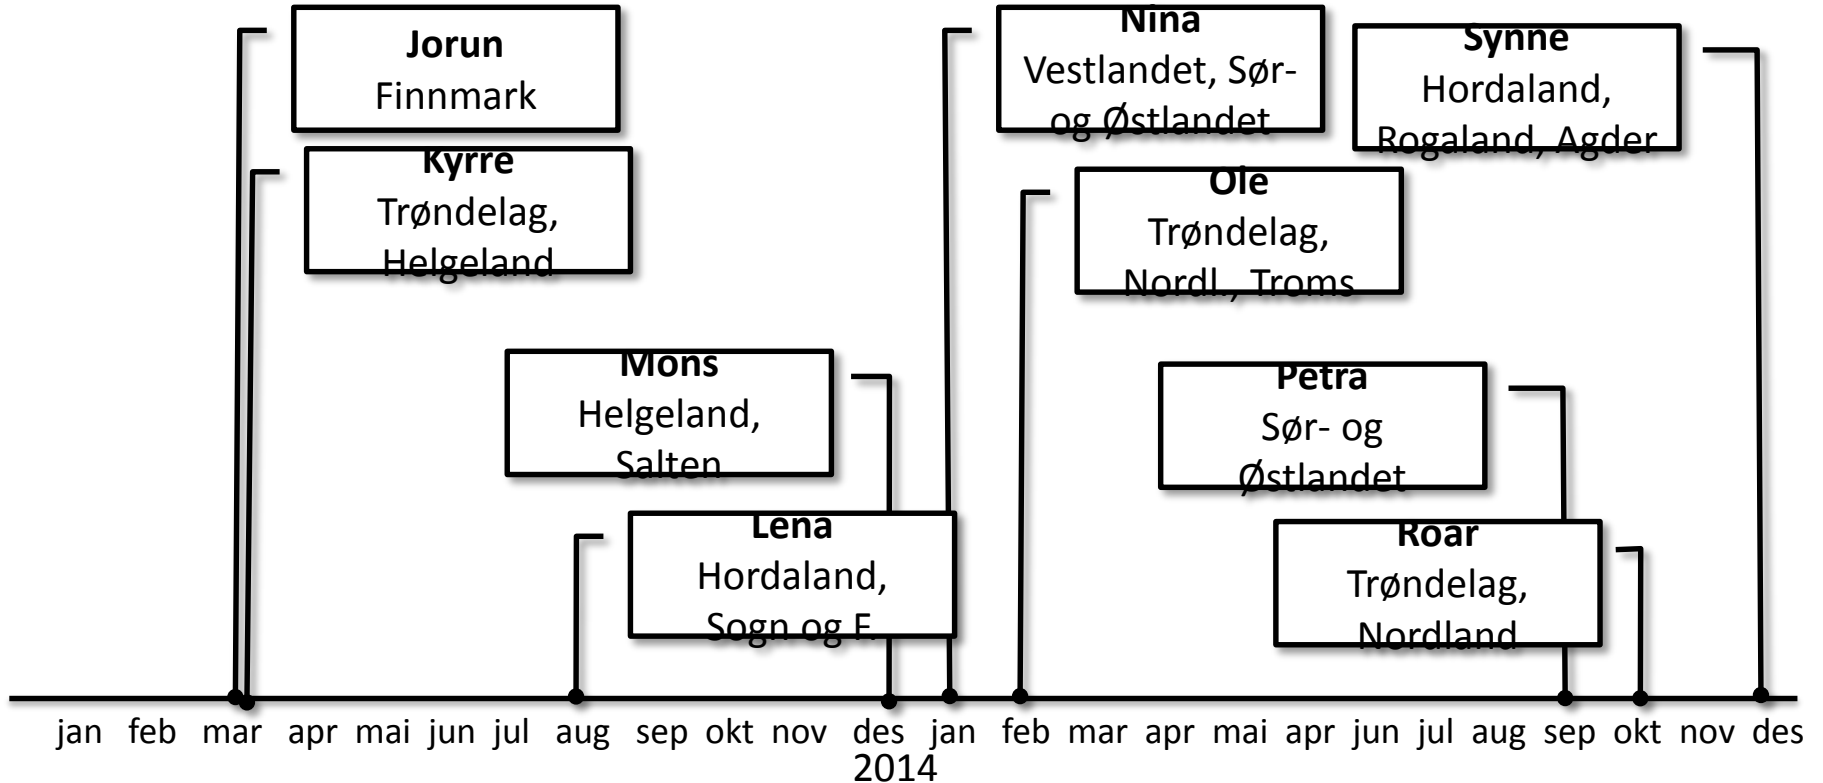 Jorun
Finnmark
Kyrre
Trøndelag,
Helgeland
Mons
Helgeland,
Salten
Lena
Hordaland,
Sogn og F.
Nina
Vestlandet, Sør-
og Østlandet
Synne
Hordaland,
Rogaland, Agder
Ole
Trøndelag,
Nordl., Troms
Petra
Sør- og
Østlandet
Roar
Trøndelag,
Nordland
jan feb mar apr mai jun jul aug sep okt nov des jan feb mar apr mai apr jun jul aug sep okt nov des
2014